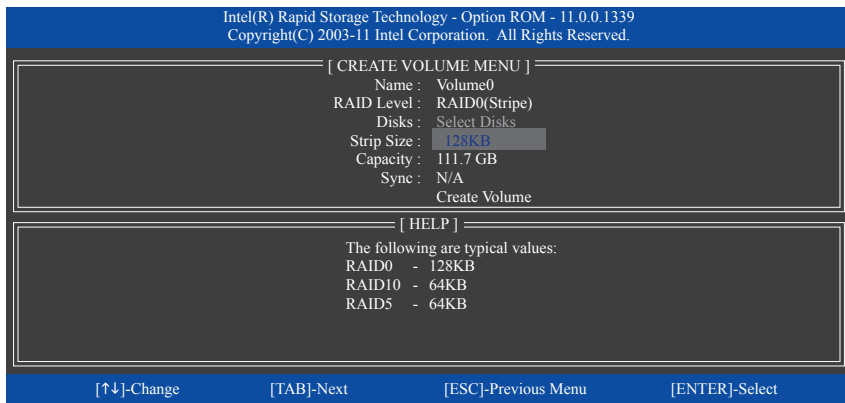 Intel(R) Rapid Storage Technology - Option ROM - 11.0.0.1339
Copyright(C) 2003-11 Intel Corporation. All Rights Reserved.
[ CREATE VOLUME MENU ]
Name : Volume0
RAID Level : RAID0(Stripe)
Disks : Select Disks
Strip Size : 128KB
Capacity : 111.7 GB
Sync : N/A
Create Volume
[ HELP ]
The following are typical values:
RAID0 - 128KB
RAID10 - 64KB
RAID5 - 64KB
[↑↓]-Change [TAB]-Next [ESC]-Previous Menu [ENTER]-Select